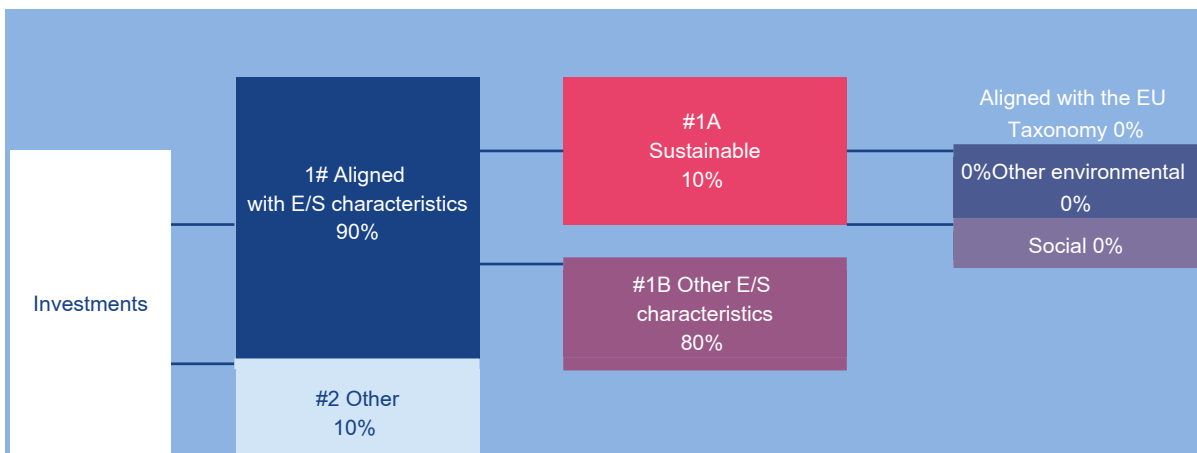 Investments
1# Aligned
with E/S characteristics
90%
#2 Other
10%
#1A
Sustainable
10%
#1B Other E/S
characteristics
80%
Aligned with the EU
Taxonomy 0%
0%Other environmental
0%
Social 0%